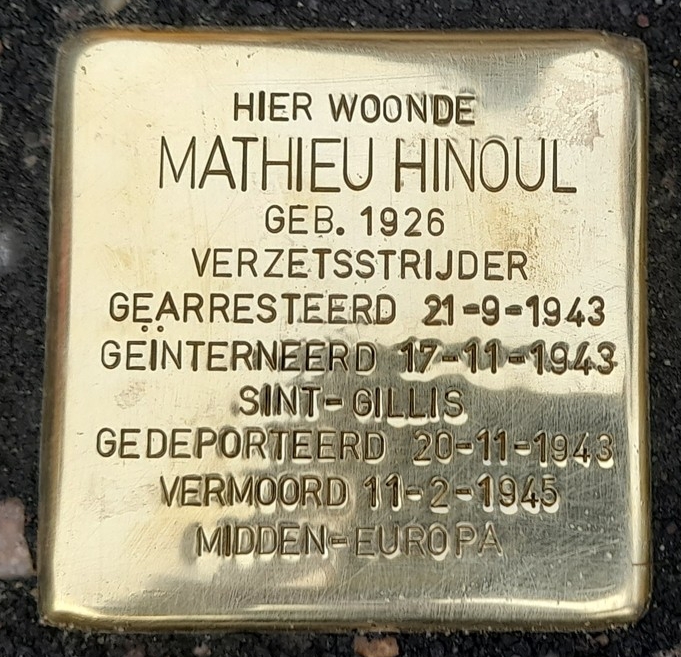 HIER WOONDE
MATHIEU HINOUL
GEB. 1926
VERZETSSTRIJDER
GEARRESTEERD 21-9-1943
GEÏNTERNEERD 17-11-1943
SINT-GILLIS
GEDEPORTEERD 20-11-1943
VERMOORD 11-2-1945
MIDDEN-EUROPA